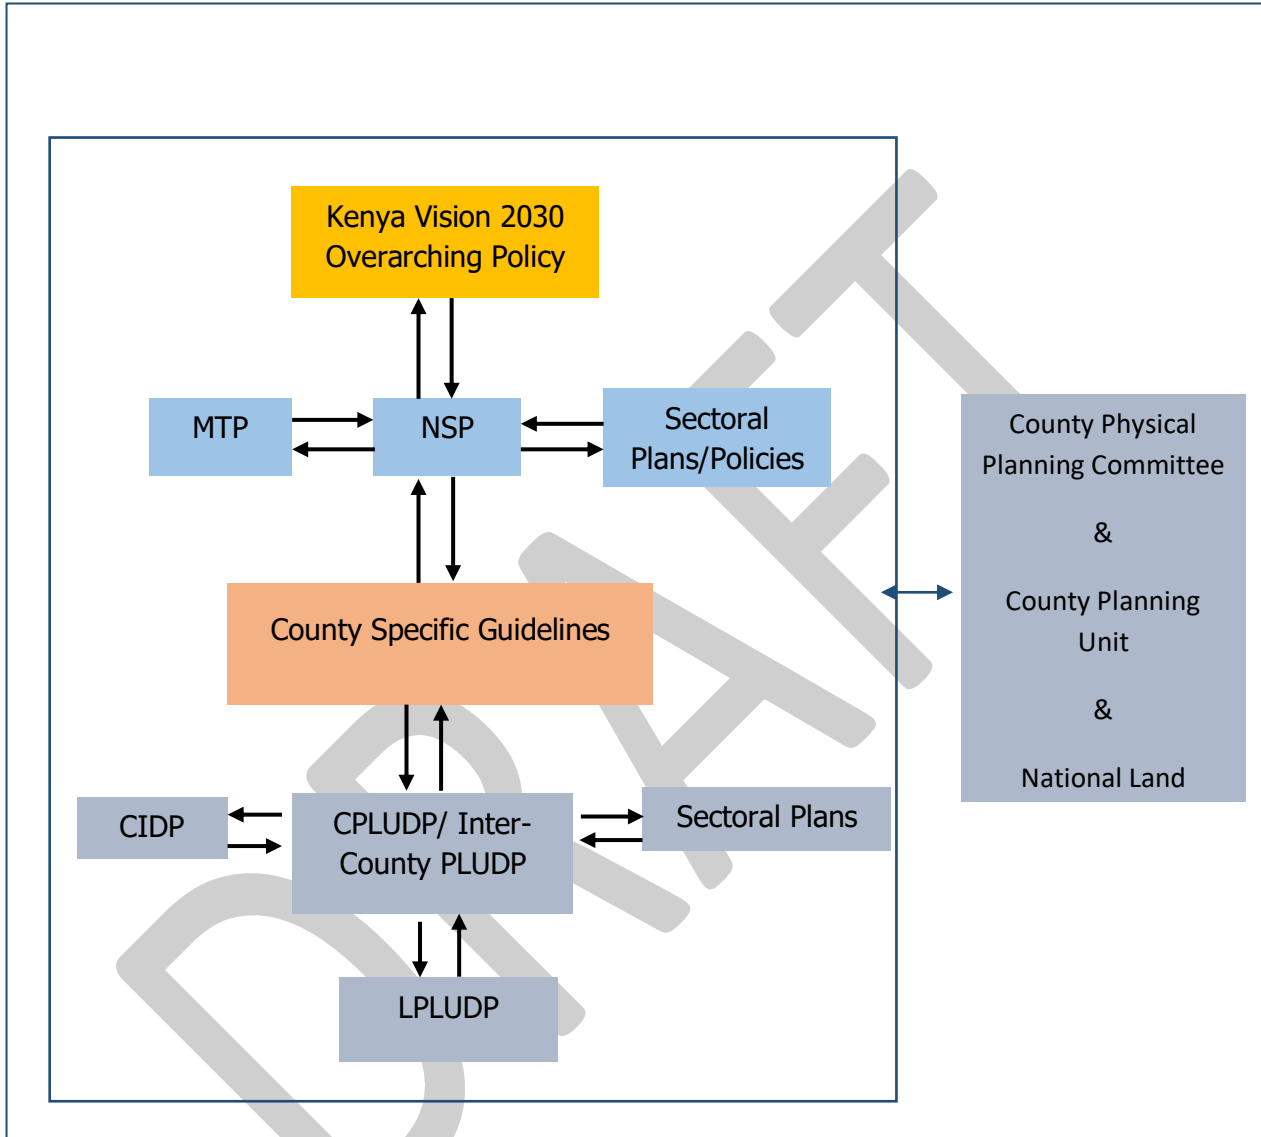 Kenya Vision 2030
Overarching Policy
MTP
NSP
Sectoral
Plans/Policies
County Specific Guidelines
CIDP
CPLUDP/ Inter-
County PLUDP
Sectoral Plans
LPLUDP
County Physical
Planning Committee
&
County Planning
Unit
&
National Land
DRAFT